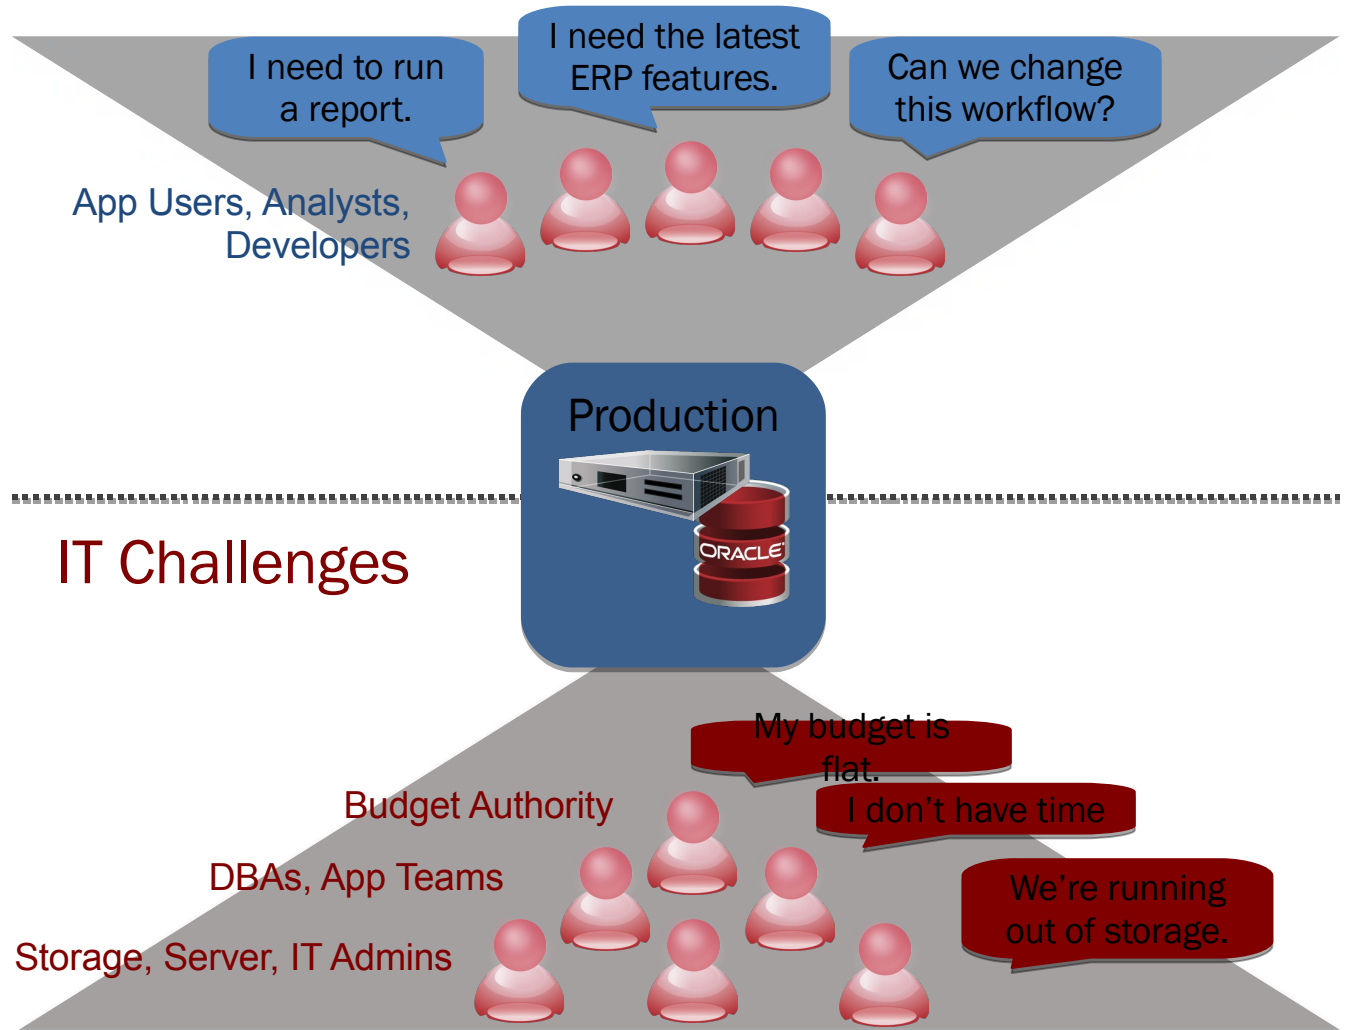 I need to run
a report.
I need the latest
ERP features.
Can we change
this workflow?
App Users, Analysts,
Developers
Production
ORACLE
IT Challenges
My budget is
flat.
Budget Authority
I don’t have time
DBAs, App Teams
We’re running
out of storage.
Storage, Server, IT Admins